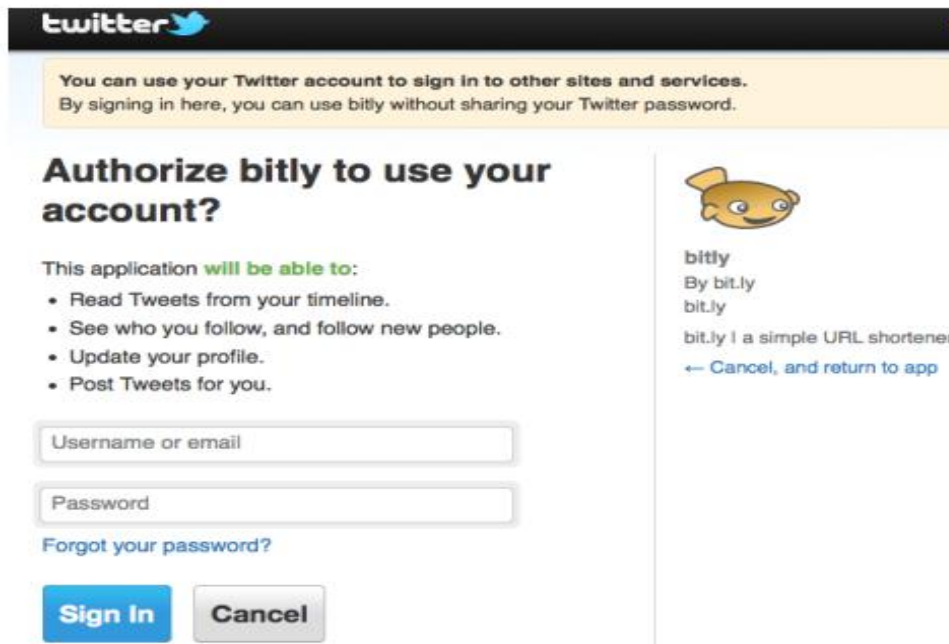 twitter
You can use your Twitter account to sign in to other sites and services.
By signing in here, you can use bitly without sharing your Twitter password.
Authorize bitly to use your
account?
This application will be able to:
• Read Tweets from your timeline.
• See who you follow, and follow new people.
• Update your profile.
• Post Tweets for you.
Username or email
Password
Forgot your password?
Sign In
Cancel
bitly
By bit.ly
bit.ly
bit.ly | a simple URL shortener
← Cancel, and return to app